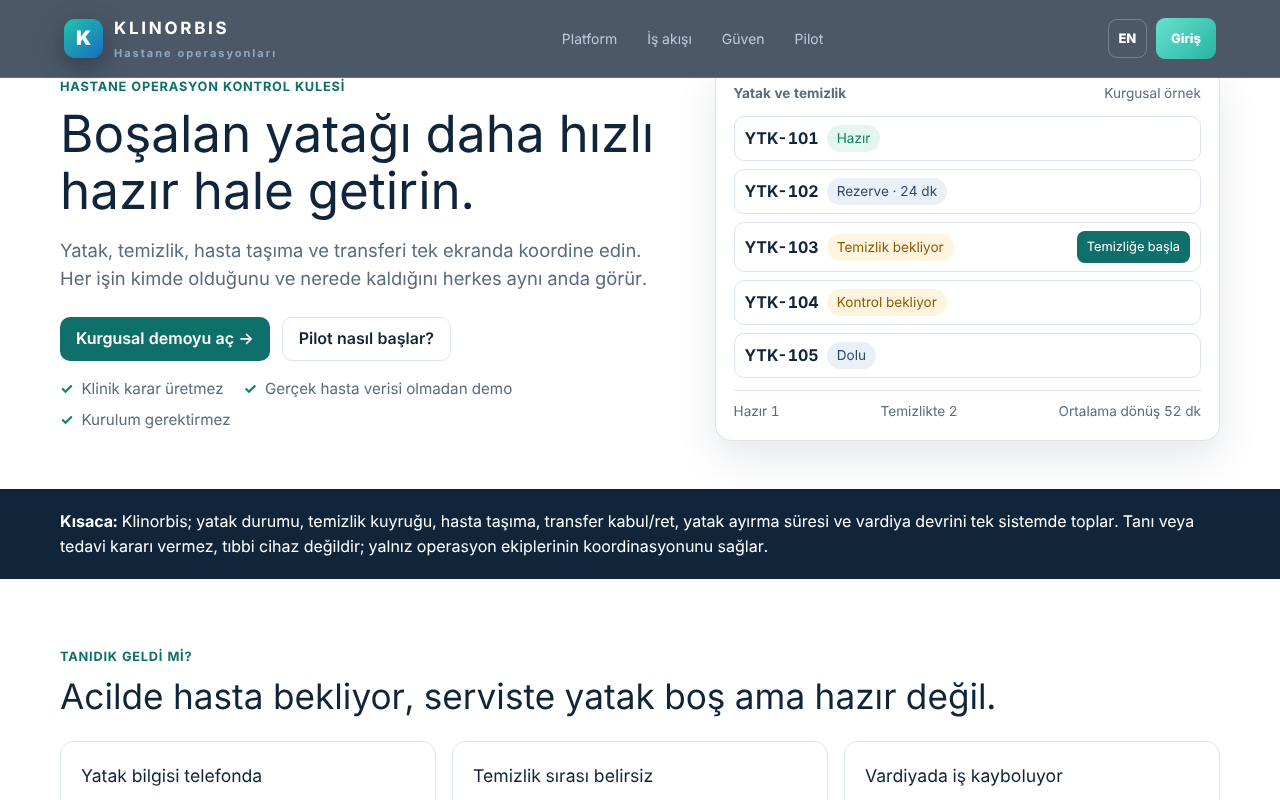 K
KLINORBIS
Hastane operasyonları
Platform
İş akışı
Güven
Pilot
EN
Giriş
HASTANE OPERASYON KONTROL KULESİ
Boşalan yatağı daha hızlı
hazır hale getirin.
Yatak, temizlik, hasta taşıma ve transferi tek ekranda koordine edin.
Her işin kimde olduğunu ve nerede kaldığını herkes aynı anda görür.
Kurgusal demoyu aç →
Pilot nasıl başlar?
✓ Klinik karar üretmez
✓ Gerçek hasta verisi olmadan demo
✓ Kurulum gerektirmez
Yatak ve temizlik
Kurgusal örnek
YTK-101 Hazır
YTK-102 Rezerve · 24 dk
YTK-103 Temizlik bekliyor Temizliğe başla
YTK-104 Kontrol bekliyor
YTK-105 Dolu
Hazır 1
Temizlikte 2
Ortalama dönüş 52 dk
Kısaca: Klinorbis; yatak durumu, temizlik kuyruğu, hasta taşıma, transfer kabul/ret, yatak ayırma süresi ve vardiya devrini tek sistemde toplar. Tanı veya
tedavi kararı vermez, tıbbi cihaz değildir; yalnız operasyon ekiplerinin koordinasyonunu sağlar.
TANIDIK GELDİ Mİ?
Acilde hasta bekliyor, serviste yatak boş ama hazır değil.
Yatak bilgisi telefonda
Temizlik sırası belirsiz
Vardiyada iş kayboluyor